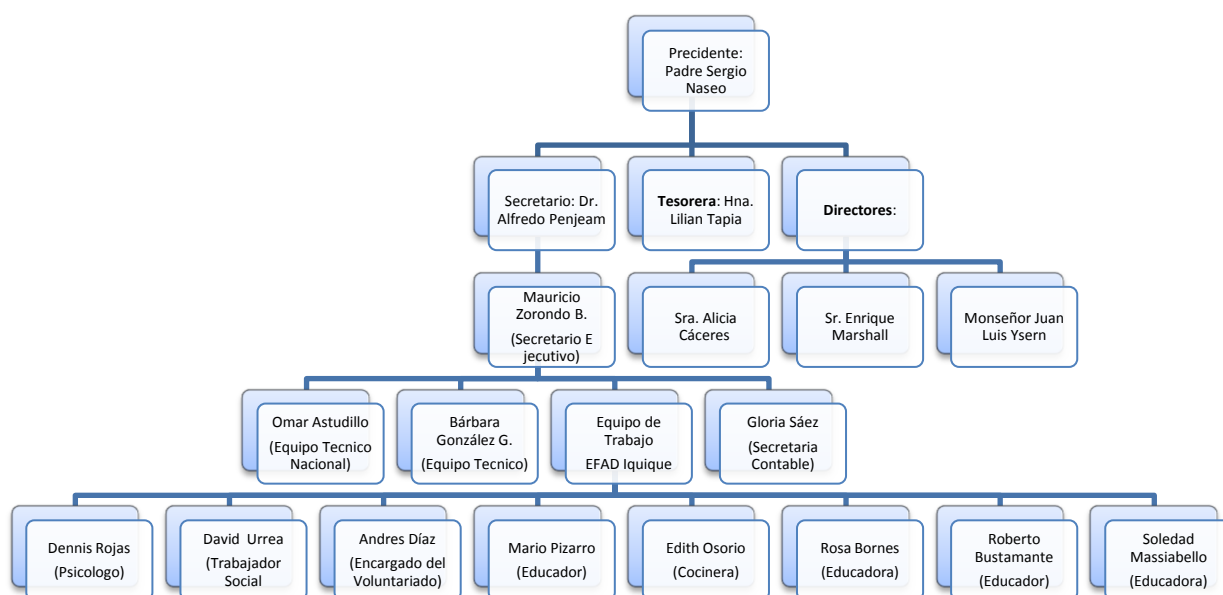 Precidente:
Padre Sergio
Naseo
Secretario: Dr.
Alfredo Penjeam
Tesorera: Hna.
Lilian Tapia
Directores:
Mauricio
Zorondo B.
(Secretario E
jecutivo)
Sra. Alicia
Cáceres
Sr. Enrique
Marshall
Monseñor Juan
Luis Ysern
Omar Astudillo
(Equipo Tecnico
Nacional)
Bárbara
González G.
(Equipo Tecnico)
Equipo de
Trabajo
EFAD Iquique
Gloria Sáez
(Secretaria
Contable)
Dennis Rojas
(Psicologo)
David Urrea
(Trabajador
Social
Andres Díaz
(Encargado del
Voluntariado)
Mario Pizarro
(Educador)
Edith Osorio
(Cocinera)
Rosa Bornes
(Educadora)
Roberto
Bustamante
(Educador)
Soledad
Massiabello
(Educadora)